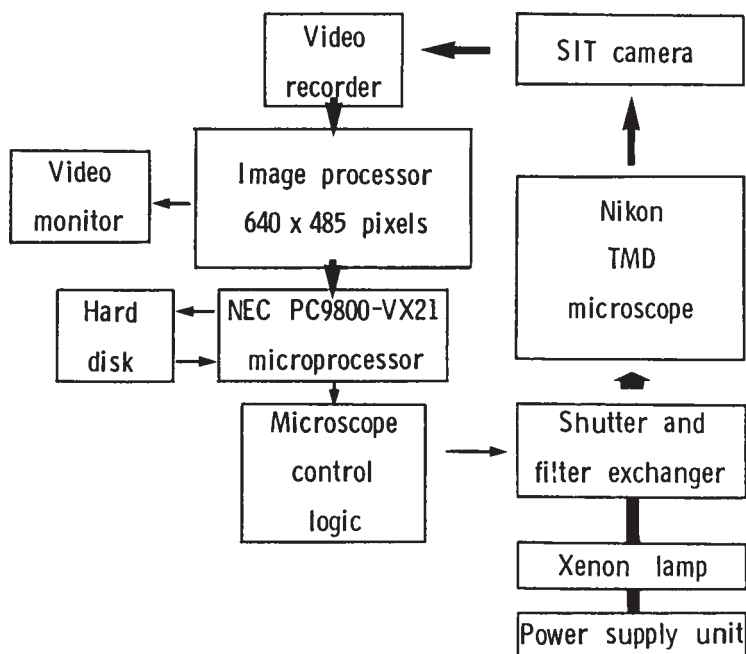 Video
recorder
SIT camera
Video
monitor
Image processor
640 x 485 pixels
Nikon
TMD
microscope
Hard
disk
NEC PC9800-VX21
microprocessor
Microscope
control
logic
Shutter and
filter exchanger
Xenon lamp
Power supply unit